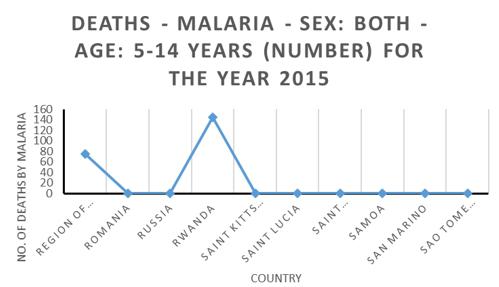 DEATHS - MALARIA - SEX: BOTH -
AGE: 5-14 YEARS (NUMBER) FOR
THE YEAR 2015
NO. OF DEATHS BY MALARIA
160
140
120
100
80
60
40
20
0
REGION OF...
ROMANIA
RUSSIA
RWANDA
SAINT KITTS...
SAINT LUCIA
SAINT...
SAMOA
SAN MARINO
SAO TOME...
COUNTRY